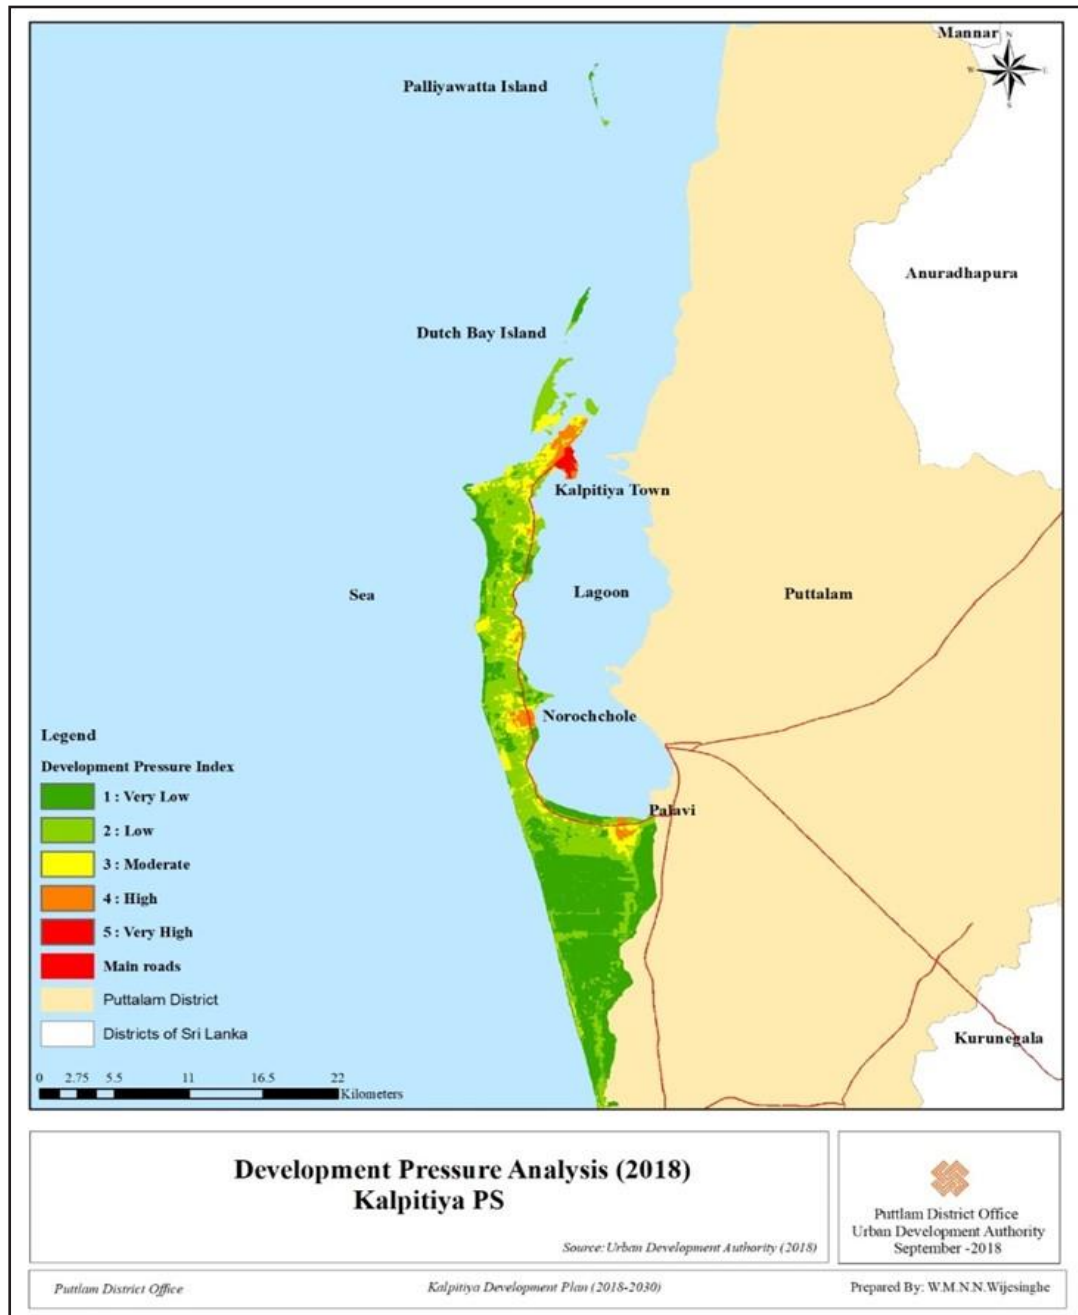 Mannar
N
W
E
S
Palliyawatta Island
Anuradhapura
Dutch Bay Island
Kalpitiya Town
Sea
Lagoon
Puttalam
Norochchole
Palavi
Kurunegala
Legend
Development Pressure Index
1 : Very Low
2 : Low
3 : Moderate
4 : High
5 : Very High
Main roads
Puttalam District
Districts of Sri Lanka
0 2.75 5.5 11 16.5 22
Kilometers
Development Pressure Analysis (2018)
Kalpitiya PS
Source: Urban Development Authority (2018)
Puttlam District Office
Urban Development Authority
September -2018
Puttlam District Office
Kalpitiya Development Plan (2018-2030)
Prepared By: W.M.N.N.Wijesinghe